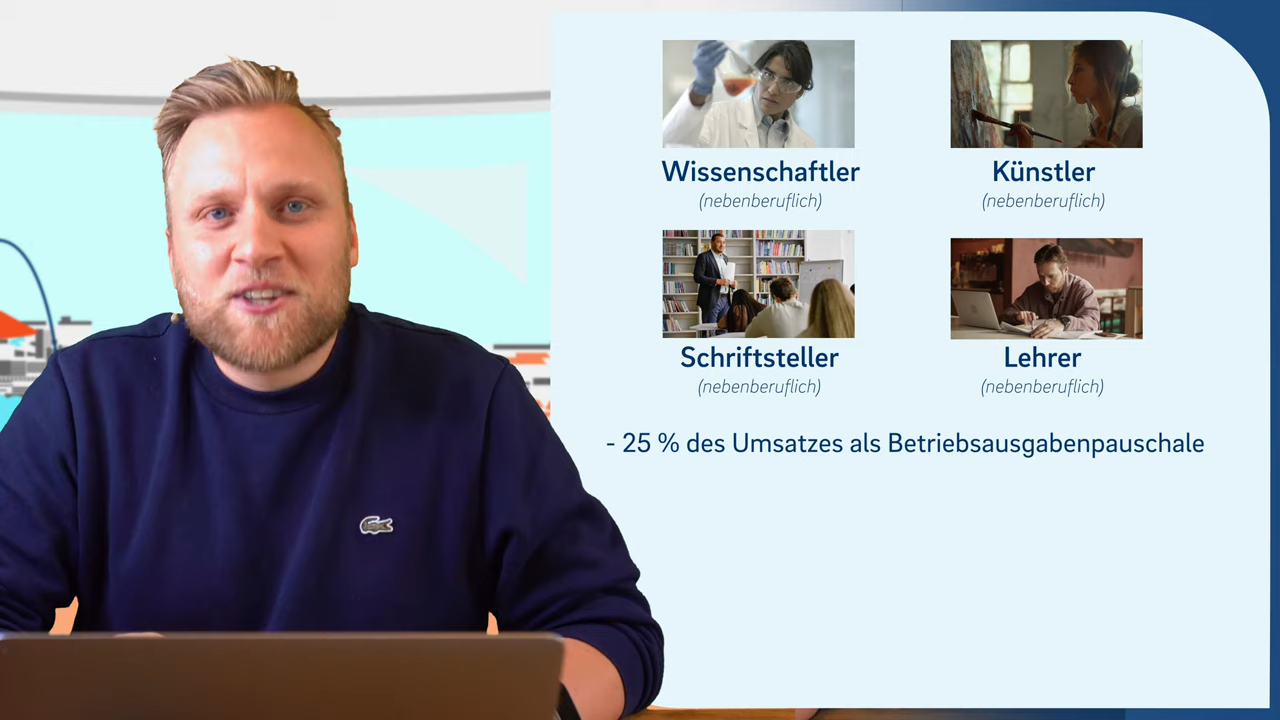 Wissenschaftler
(nebenberuflich)
Künstler
(nebenberuflich)
Schriftsteller
(nebenberuflich)
Lehrer
(nebenberuflich)
- 25 % des Umsatzes als Betriebsausgabenpauschale